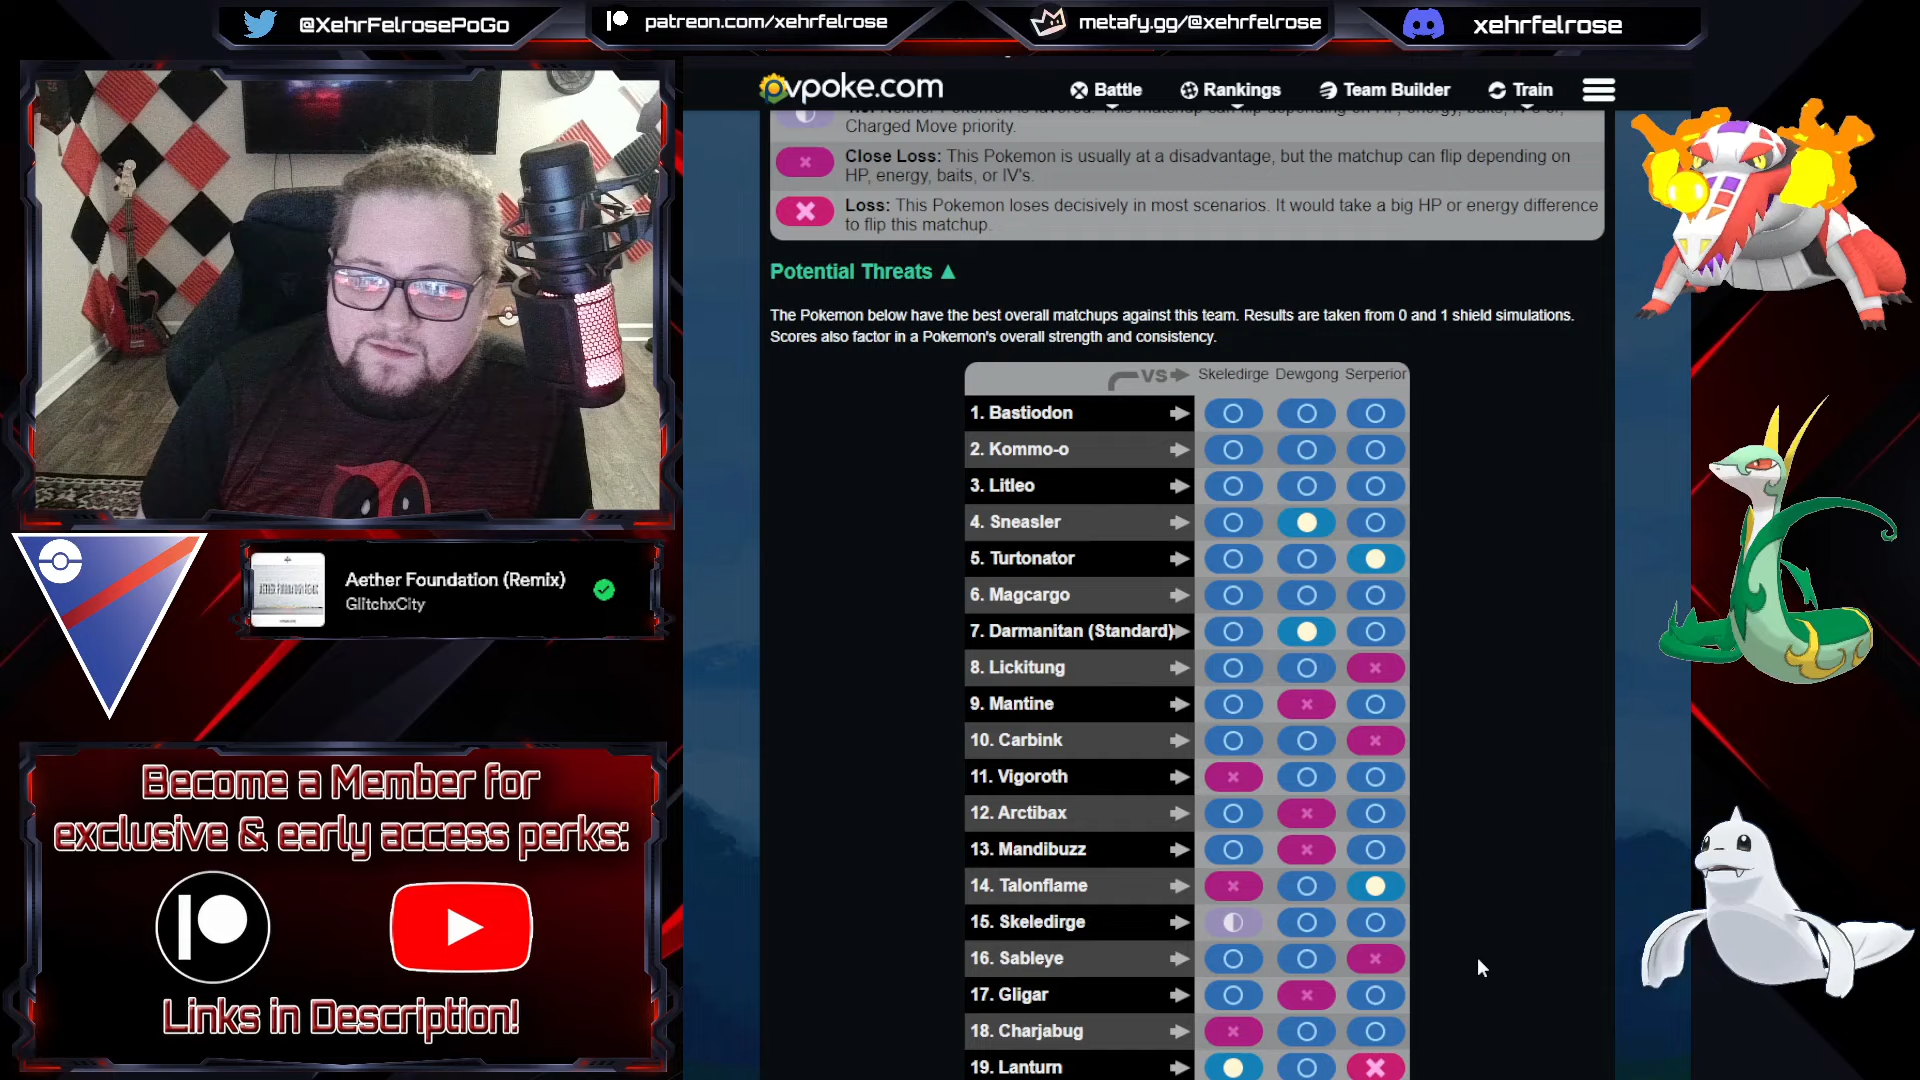 @XehrFelrosePoGo
patreon.com/xehrfelrose
metafy.gg/@xehrfelrose
xehrfelrose
vpoke.com
Battle
Rankings
Team Builder
Train
Charged Move priority.
Close Loss: This Pokemon is usually at a disadvantage, but the matchup can flip depending on
HP, energy, baits, or IV's.
Loss: This Pokemon loses decisively in most scenarios. It would take a big HP or energy difference
to flip this matchup.
Potential Threats ▲
The Pokemon below have the best overall matchups against this team. Results are taken from 0 and 1 shield simulations.
Scores also factor in a Pokemon's overall strength and consistency.
VS Skeledirge Dewgong Serperior
1. Bastiodon
2. Kommo-o
3. Litleo
4. Sneasler
5. Turtonator
6. Magcargo
7. Darmanitan (Standard)
8. Lickitung
9. Mantine
10. Carbink
11. Vigoroth
12. Arctibax
13. Mandibuzz
14. Talonflame
15. Skeledirge
16. Sableye
17. Gligar
18. Charjabug
19. Lanturn
Aether Foundation (Remix)
GlitchxCity
Become a Member for
exclusive & early access perks:
Links in Description!